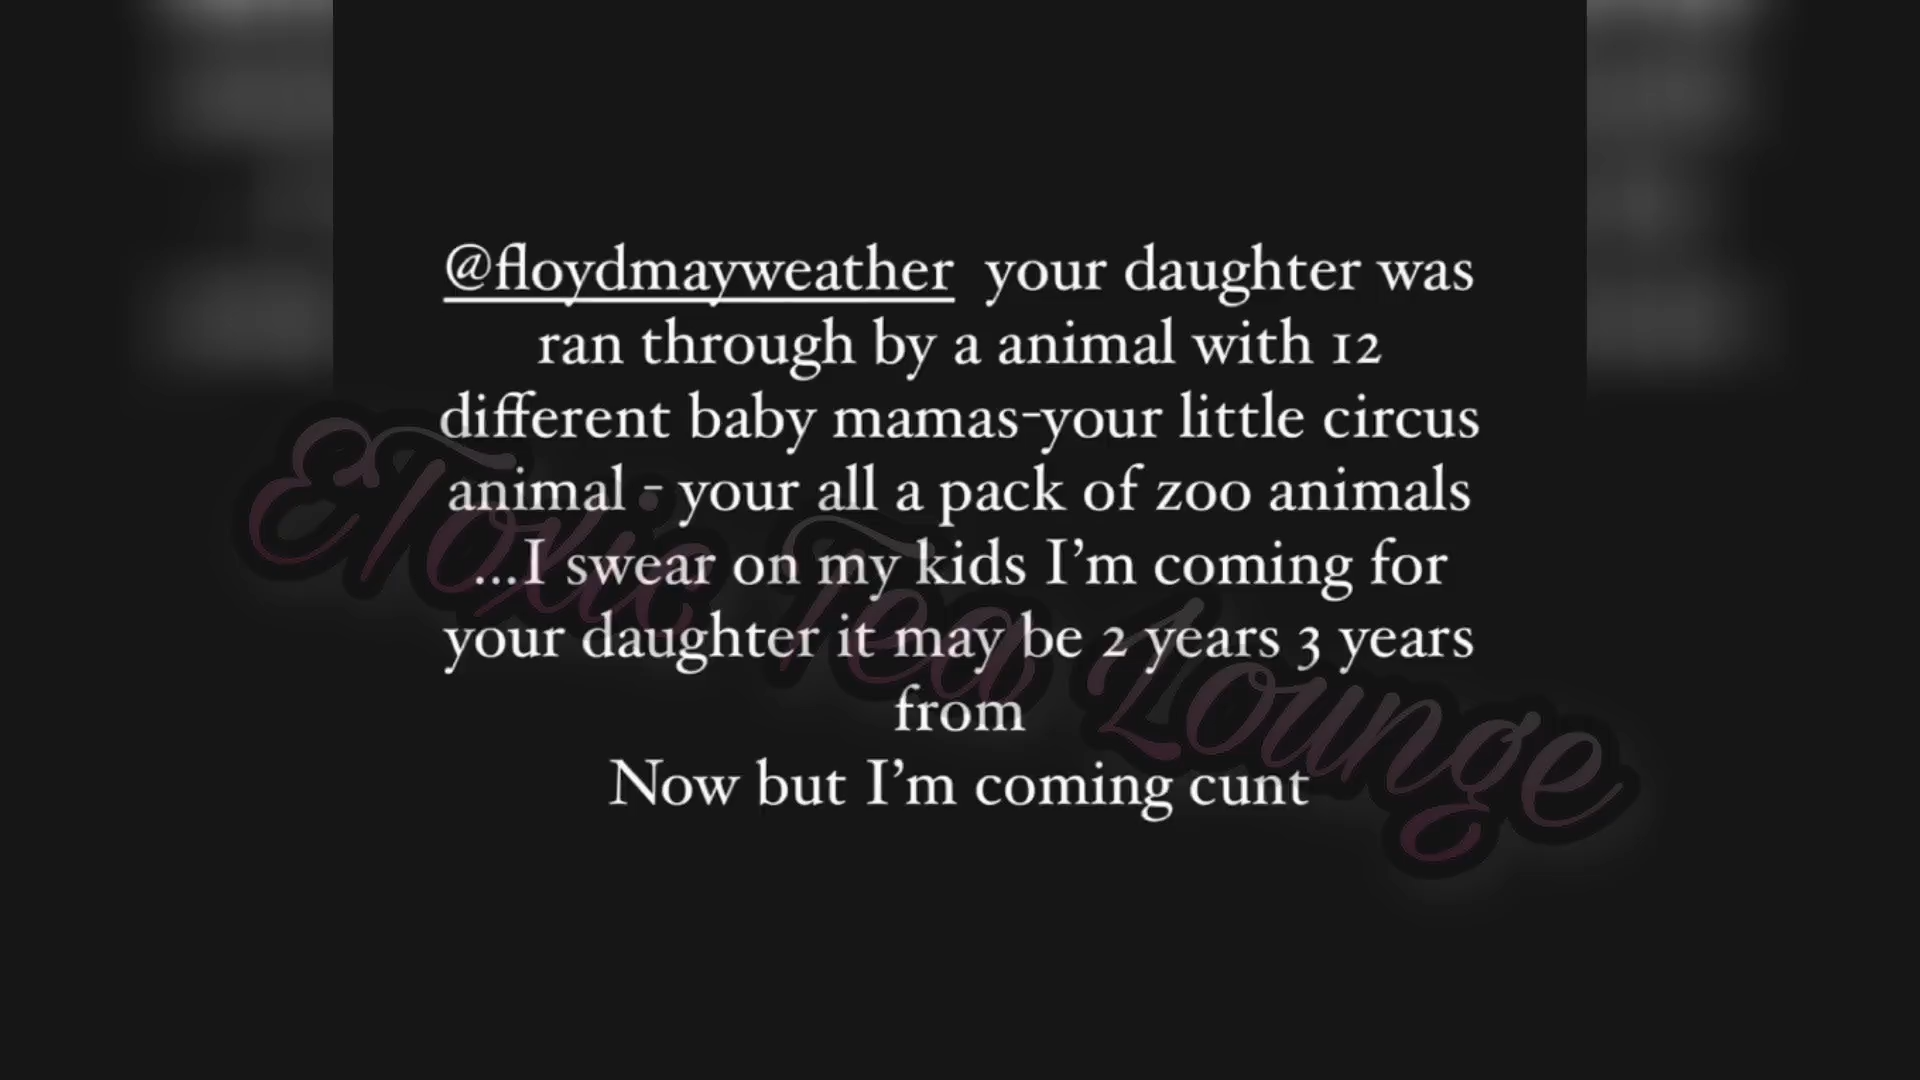 @floydmayweather your daughter was
ran through by a animal with 12
different baby mamas-your little circus
animal - your all a pack of zoo animals
...I swear on my kids I'm coming for
your daughter it may be 2 years 3 years
from
Now but I'm coming cunt
EToxic Tea Lounge